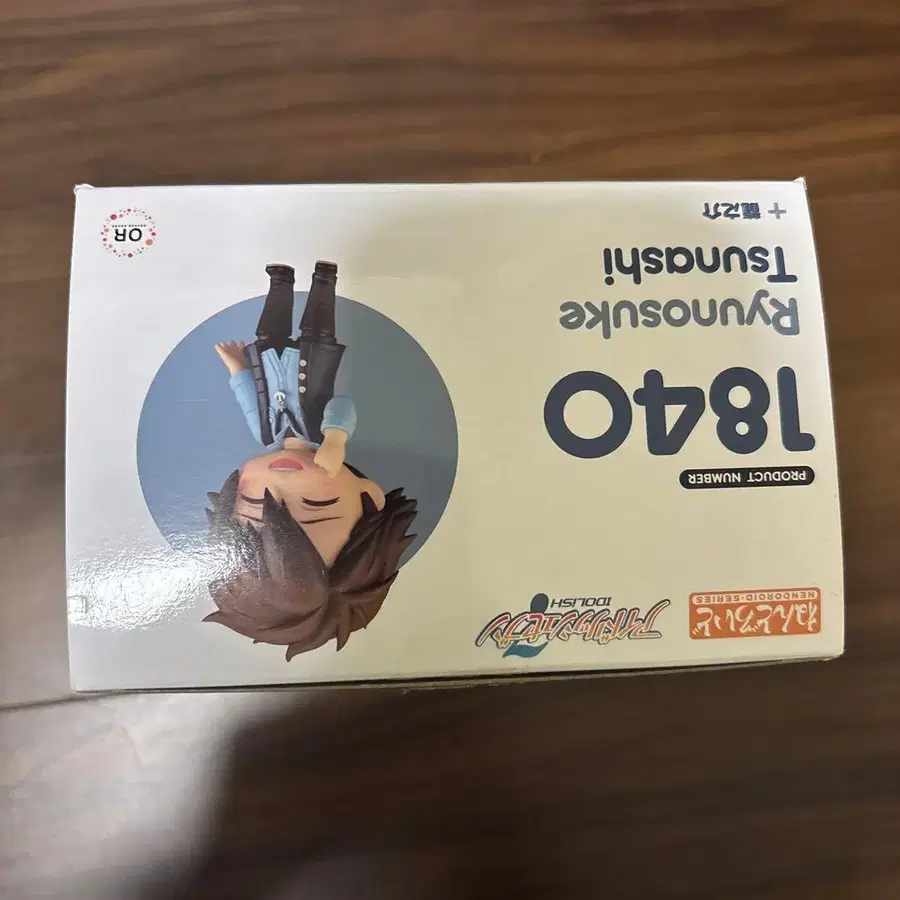 ねんどろいど
NENDOROID-SERIES
アイドリッシュセブン
IDOLISH
PRODUCT NUMBER
1840
Ryunosuke
Tsunashi
十 龍之介
OR